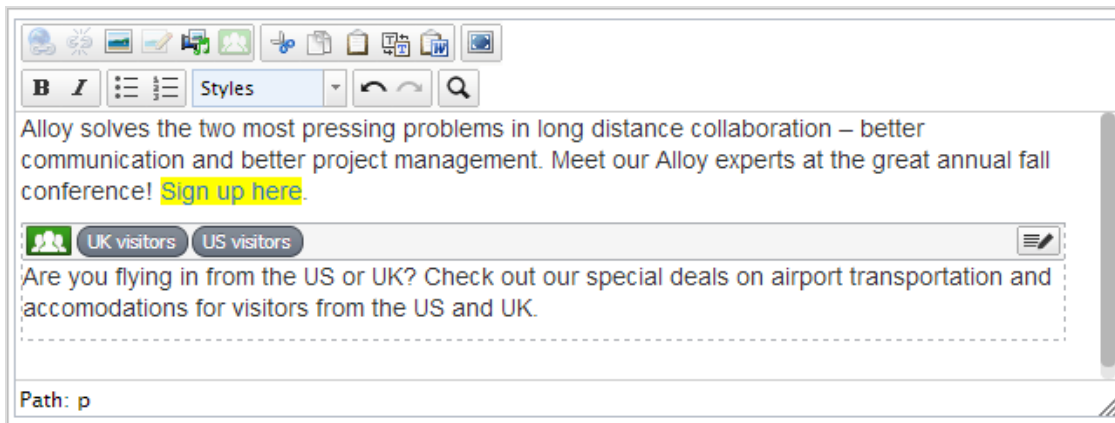 B I Styles
Alloy solves the two most pressing problems in long distance collaboration – better
communication and better project management. Meet our Alloy experts at the great annual fall
conference! Sign up here.
UK visitors US visitors
Are you flying in from the US or UK? Check out our special deals on airport transportation and
accomodations for visitors from the US and UK.
Path: p